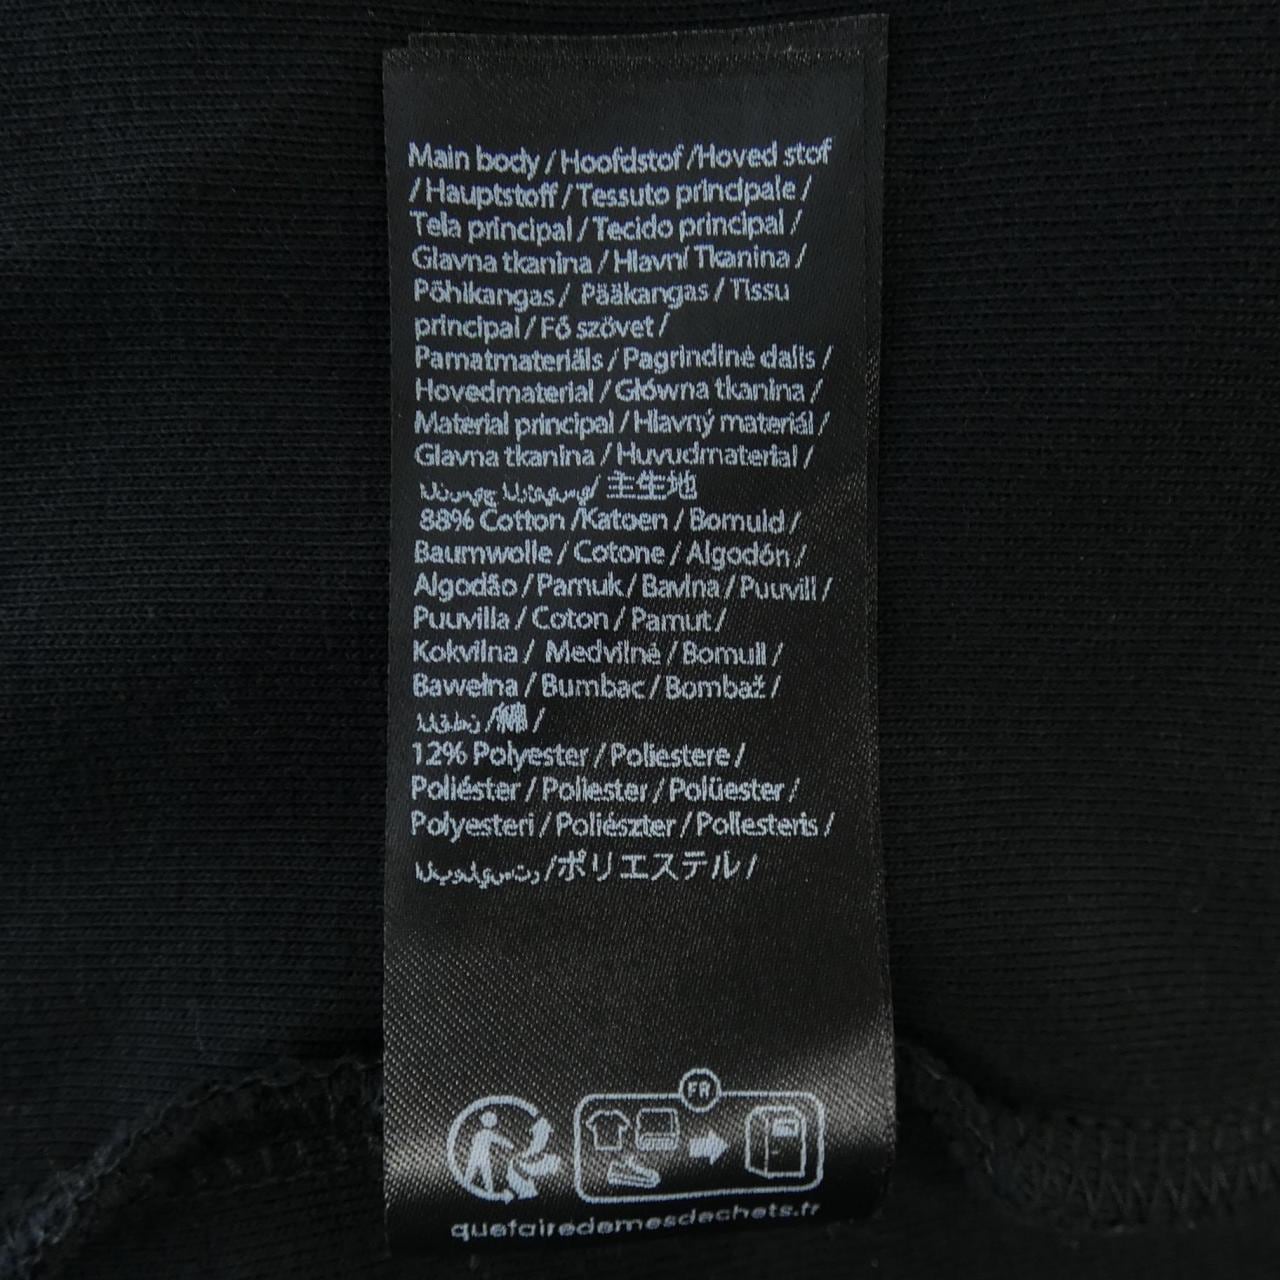 Main body / Hoofdstof /Hoved stof
/ Hauptstoff / Tessuto principale /
Tela principal / Tecido principal /
Glavna tkanina / Hlavní Tkanina /
Põhikangas / Pääkangas / Tissu
principal / Fő szövet /
Pamatmateriāls / Pagrindinė dalis /
Hovedmaterial / Główna tkanina /
Material principal / Hlavný materiál /
Glavna tkanina / Huvudmaterial /
/ 主生地
88% Cotton /Katoen / Bomuld /
Baumwolle / Cotone / Algodón /
Algodão / Pamuk / Bavlna / Puuvill /
Puuvilla / Coton / Pamut /
Kokvilna / Medvilnė / Bomull /
Bawełna / Bumbac / Bombaž /
/綿 /
12% Polyester / Poliestere /
Poliéster / Poliester / Polüester /
Polyesteri / Poliészter / Poliesteris /
/ポリエステル /
FR
quefairedemesdechets.fr